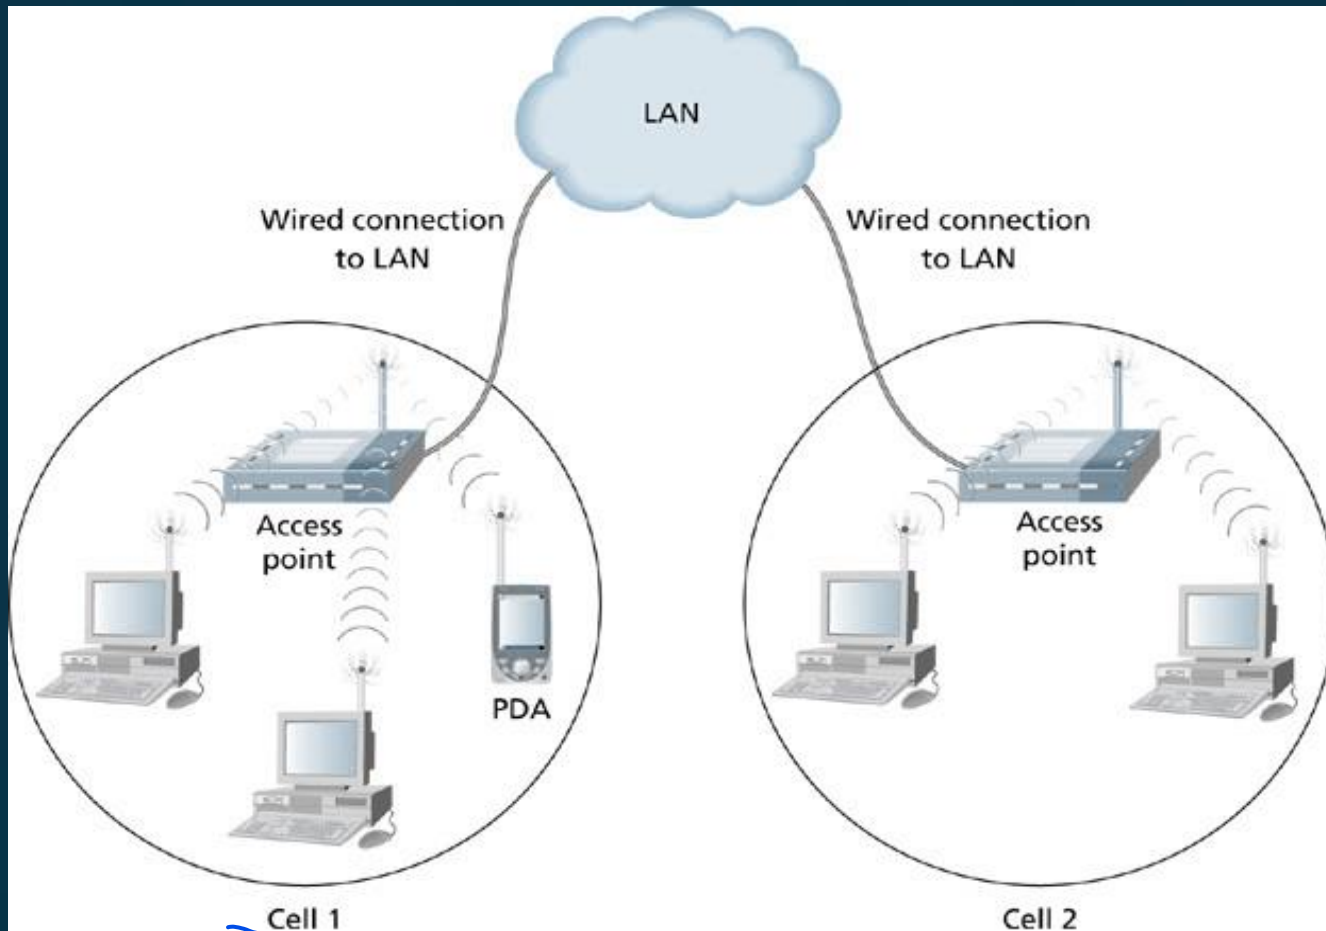 LAN
Wired connection
to LAN
Wired connection
to LAN
Access
point
Access
point
PDA
Cell 1
Cell 2